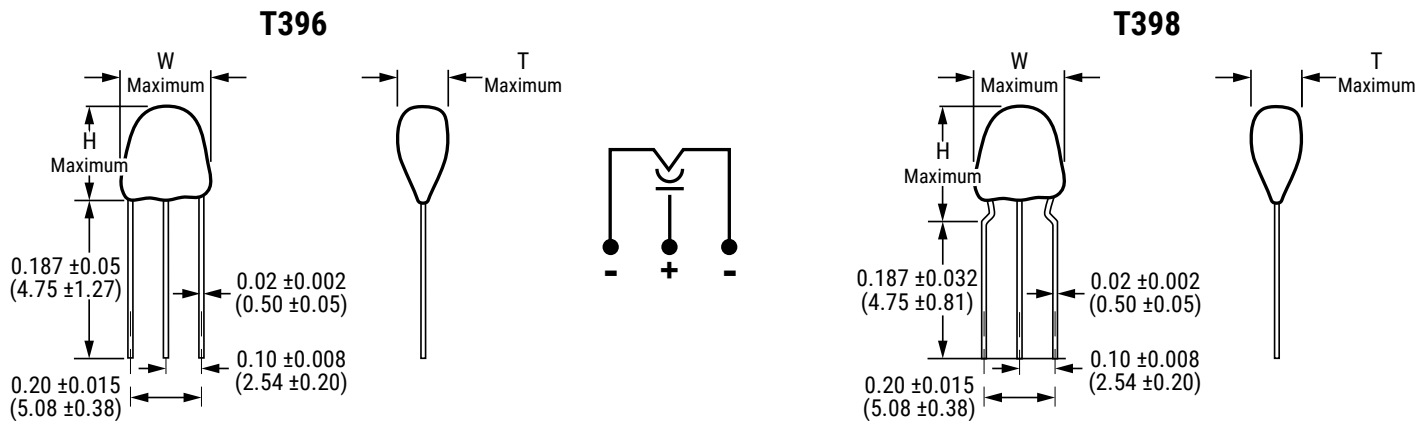 T396
W
Maximum
T
Maximum
H
Maximum
0.187 ±0.05
(4.75 ±1.27)
0.02 ±0.002
(0.50 ±0.05)
0.10 ±0.008
(2.54 ±0.20)
0.20 ±0.015
(5.08 ±0.38)
- + -
T398
W
Maximum
T
Maximum
H
Maximum
0.187 ±0.032
(4.75 ±0.81)
0.02 ±0.002
(0.50 ±0.05)
0.10 ±0.008
(2.54 ±0.20)
0.20 ±0.015
(5.08 ±0.38)